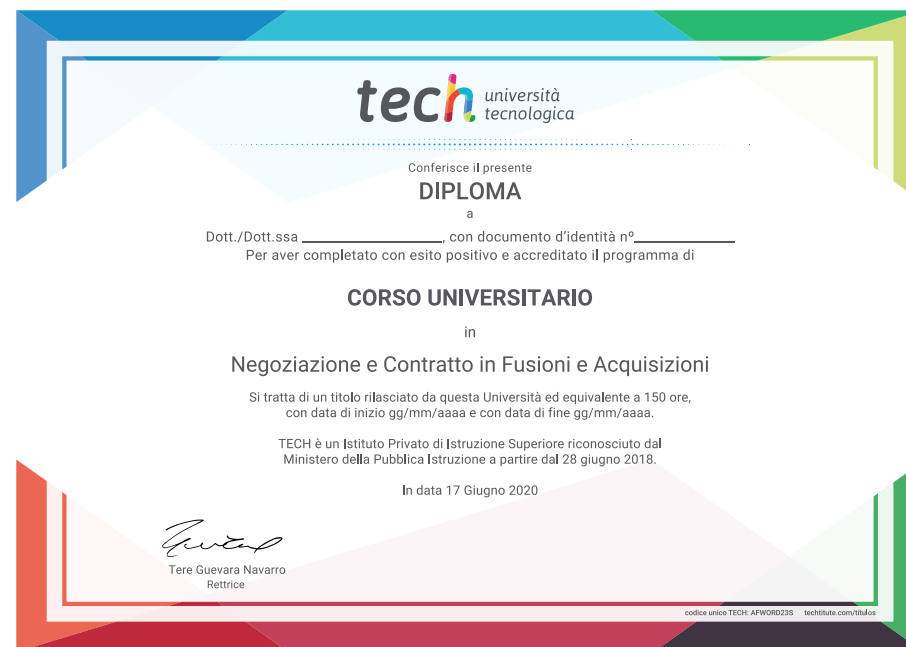 tech università
tecnologica
Conferisce il presente
DIPLOMA
a
Dott./Dott.ssa ____________________, con documento d'identità nº______________
Per aver completato con esito positivo e accreditato il programma di
CORSO UNIVERSITARIO
in
Negoziazione e Contratto in Fusioni e Acquisizioni
Si tratta di un titolo rilasciato da questa Università ed equivalente a 150 ore,
con data di inizio gg/mm/aaaa e con data di fine gg/mm/aaaa.
TECH è un Istituto Privato di Istruzione Superiore riconosciuto dal
Ministero della Pubblica Istruzione a partire dal 28 giugno 2018.
In data 17 Giugno 2020
Tere Guevara Navarro
Rettrice
codice unico TECH: AFWORD23S techtitute.com/titulos